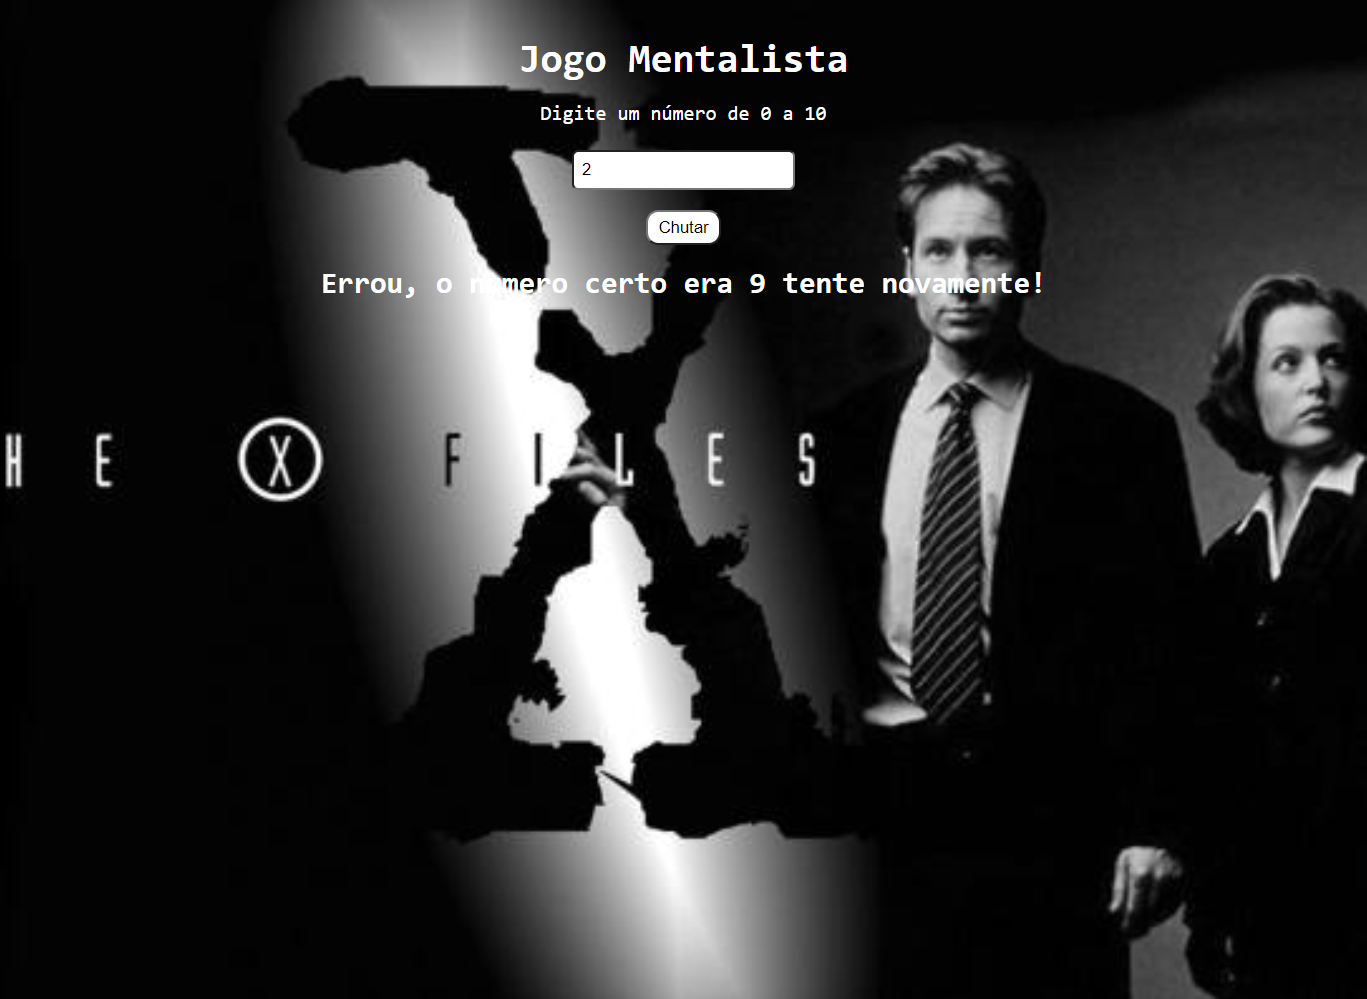 Jogo Mentalista
Digite um número de 0 a 10
2
Chutar
Errou, o número certo era 9 tente novamente!
HE X FILES